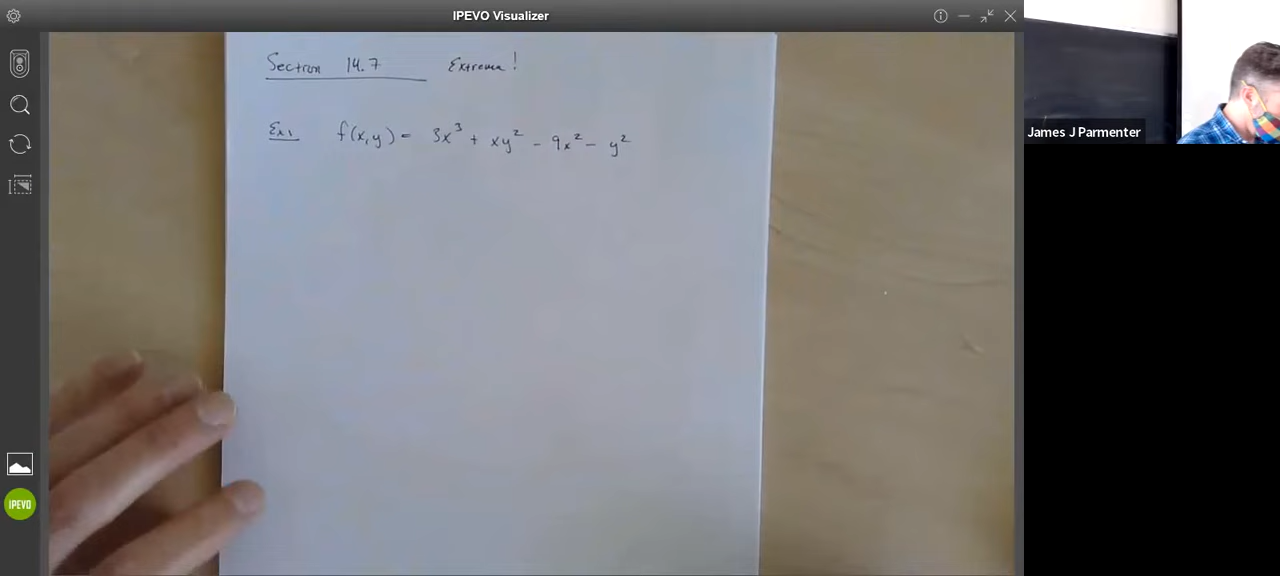 IPEVO Visualizer
Section 14.7 Extrema!
Ex1 f(x,y) = 3x³ + xy² - 9x² - y²
James J Parmenter
IPEVO